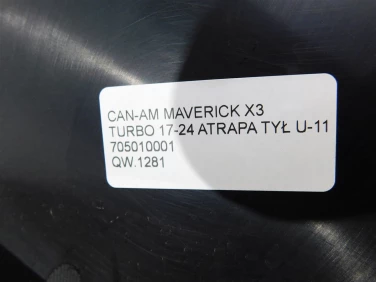 CAN-AM MAVERICK X3
TURBO 17-24 ATRAPA TYŁ U-11
705010001
QW.1281